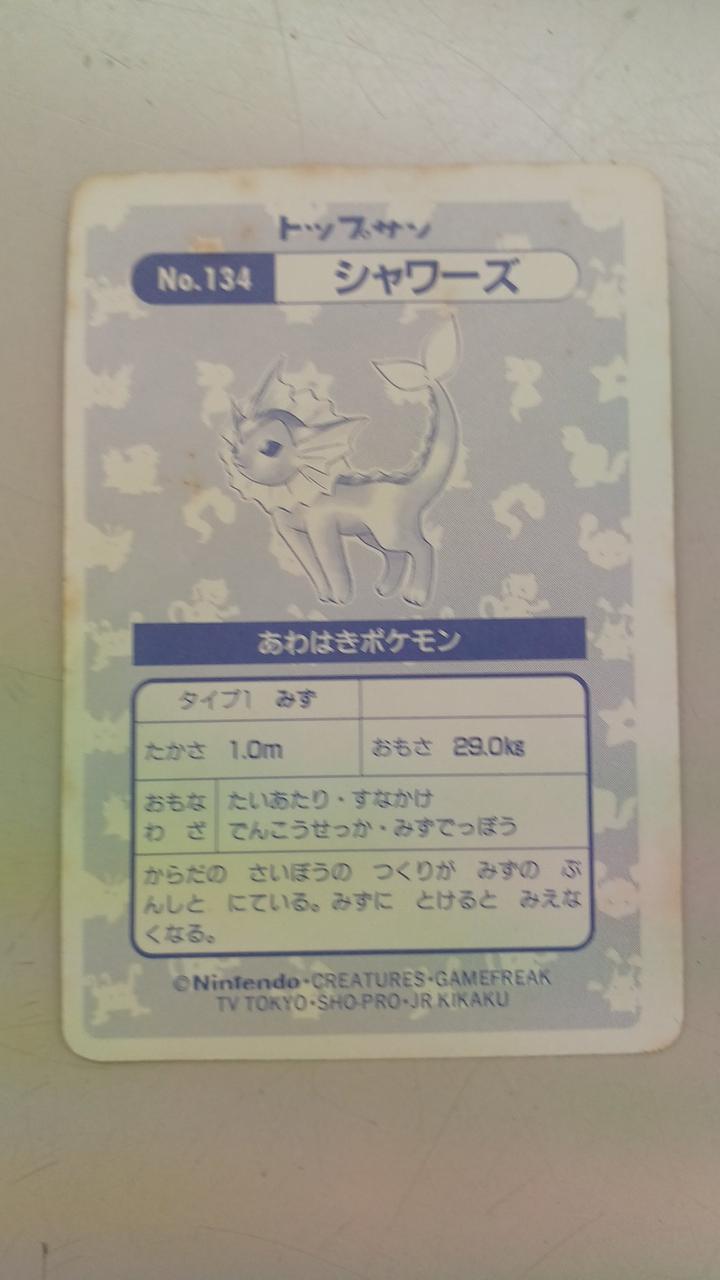 トップサン
No.134 シャワーズ
あわはきポケモン
タイプ1 みず
たかさ 1.0m おもさ 29.0kg
おもな たいあたり・すなかけ
わざ でんこうせっか・みずでっぽう
からだの さいぼうの つくりが みずの ぶ
んしと にている。みずに とけると みえな
くなる。
©Nintendo・CREATURES・GAMEFREAK
TV TOKYO・SHO-PRO・JR.KIKAKU